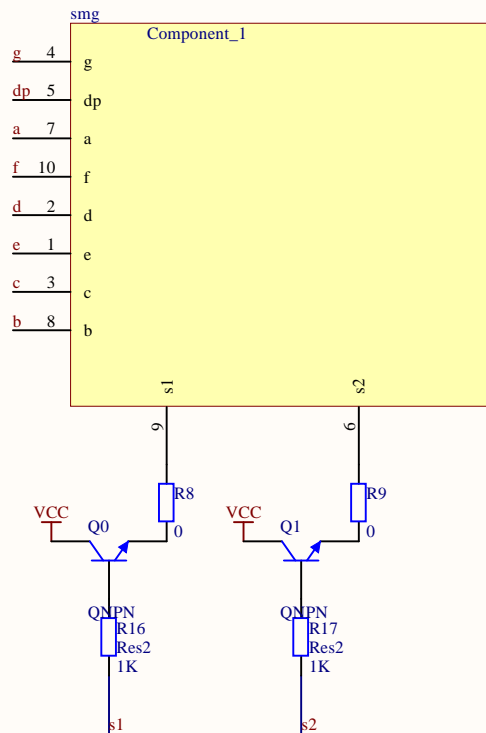 smg
Component_1
g 4 g
dp 5 dp
a 7 a
f 10 f
d 2 d
e 1 e
c 3 c
b 8 b
s1 s2
9 6
R8 R9
VCC Q0 0 VCC Q1 0
QNPN QNPN
R16 R17
Res2 Res2
1K 1K
s1 s2